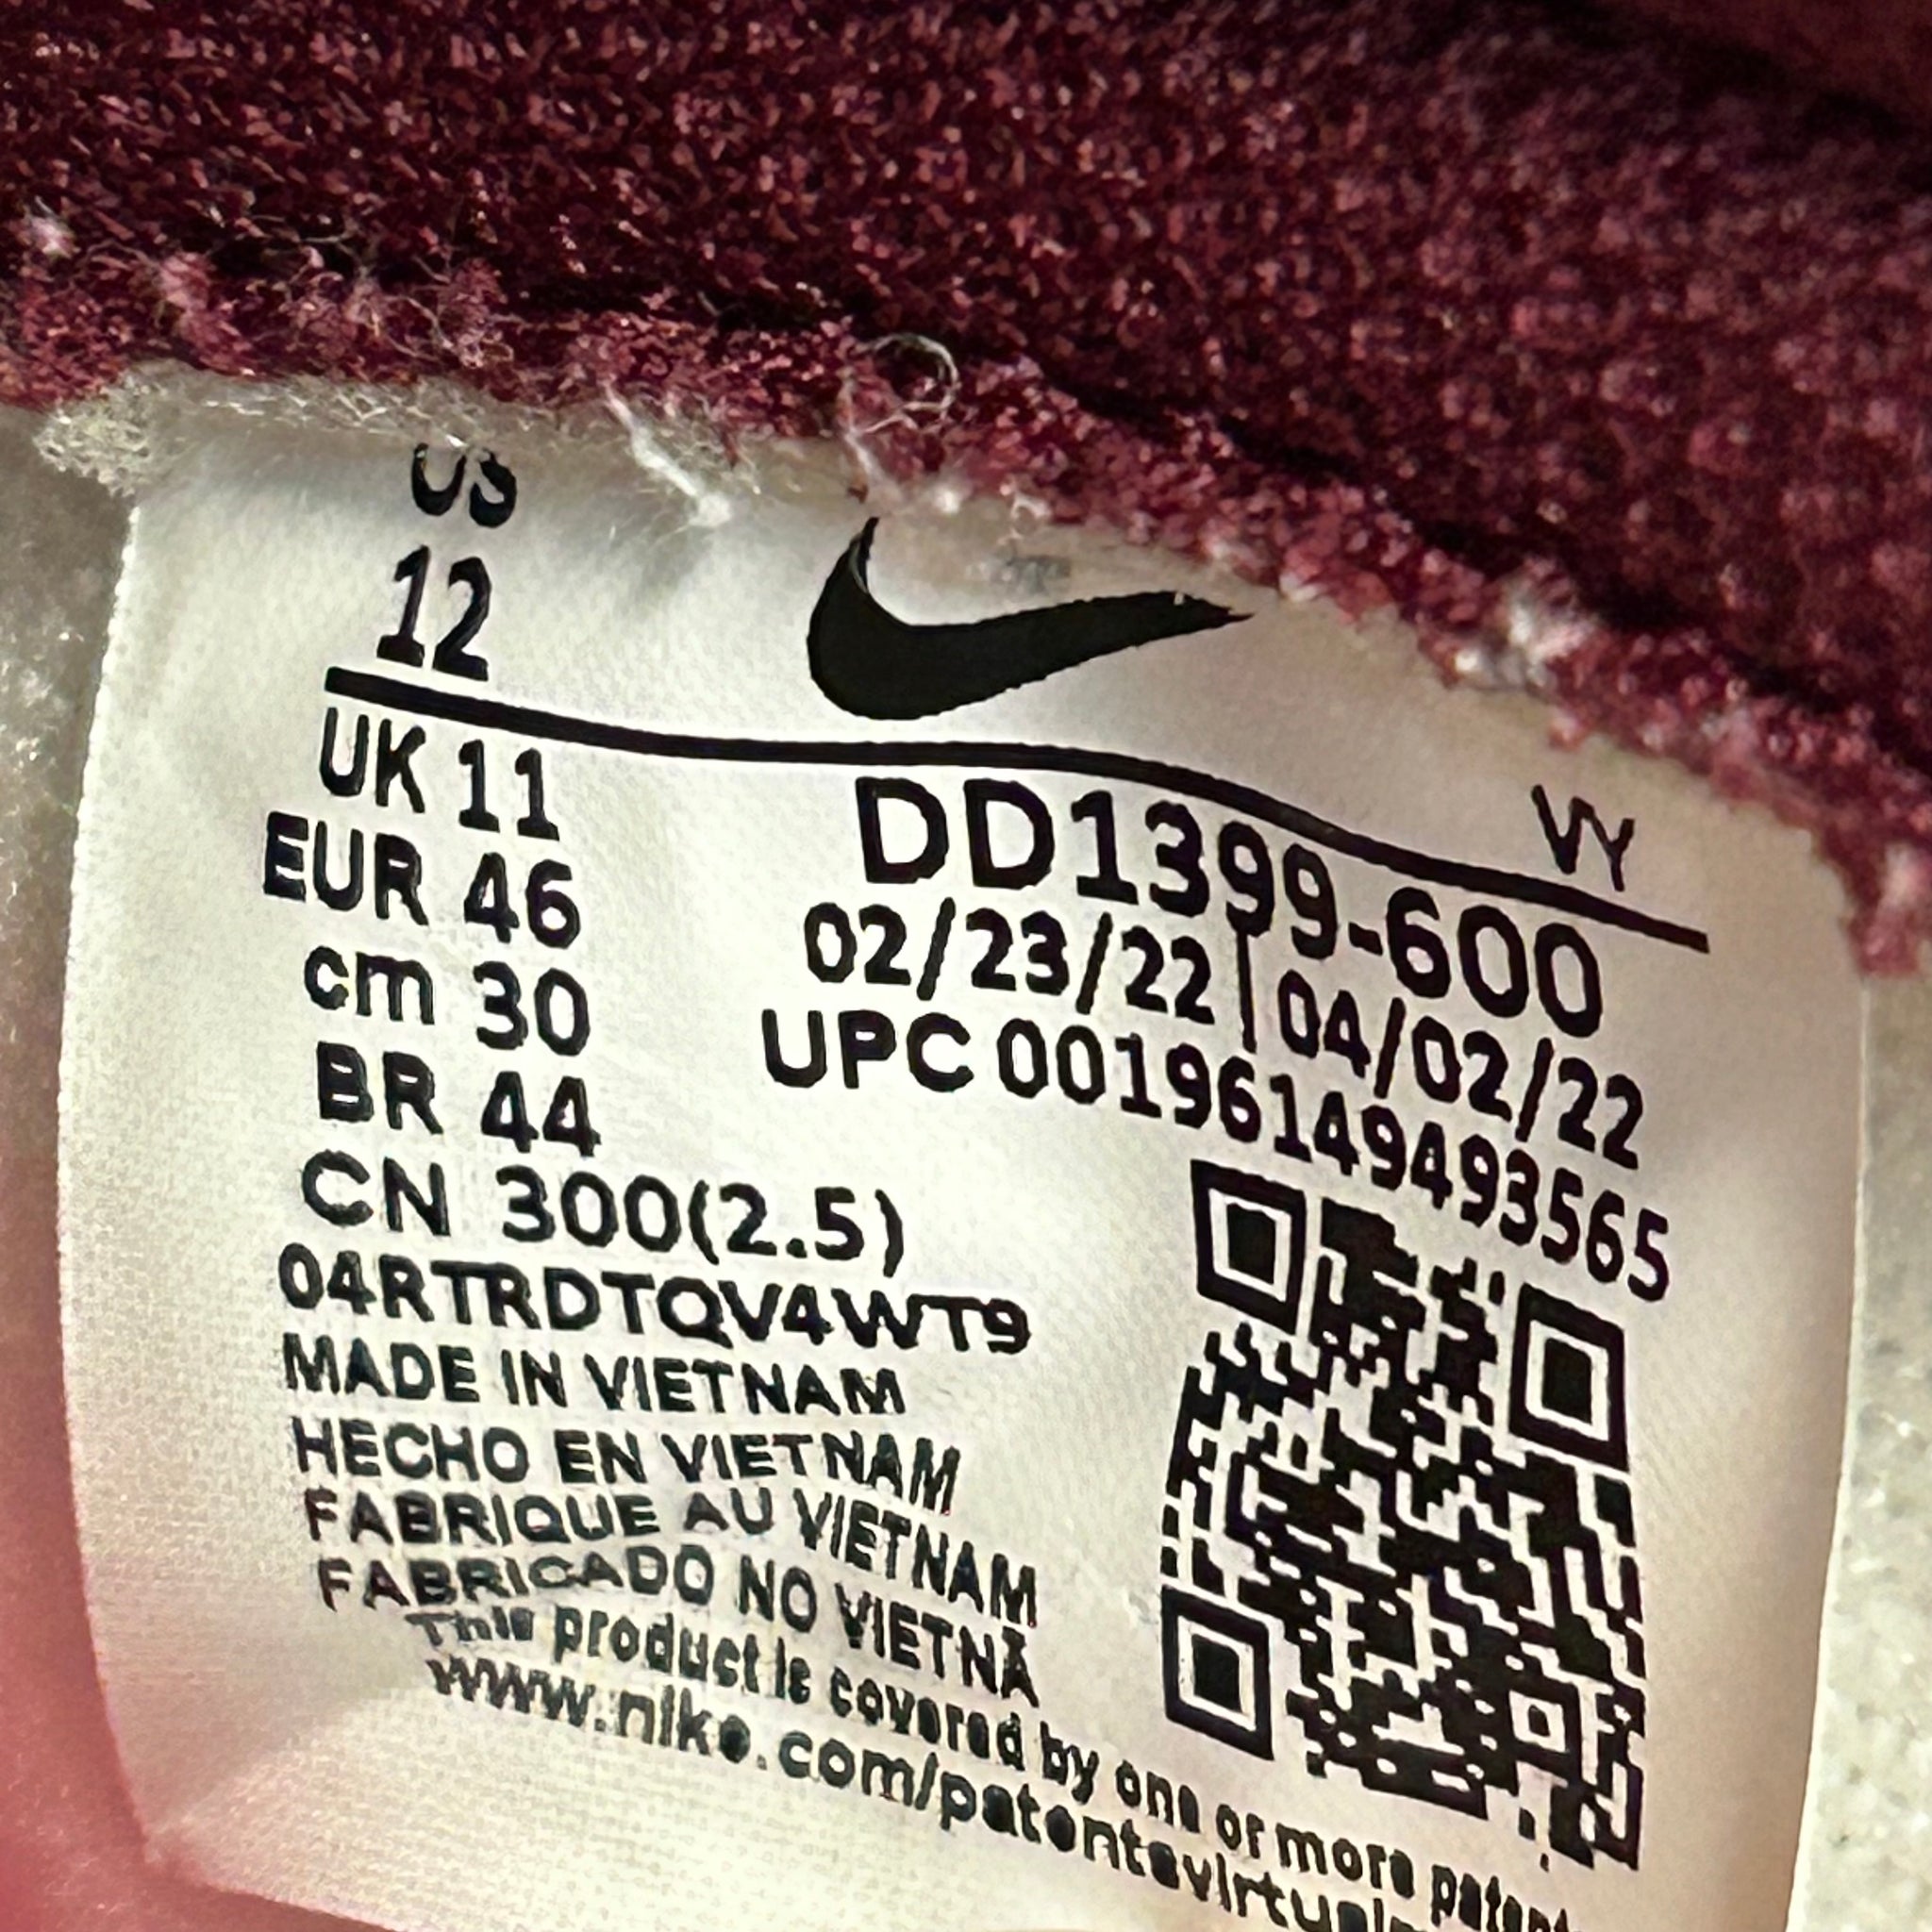 US
12
UK 11
EUR 46
cm 30
BR 44
CN 300(2.5)
VY
DD1399-600
02/23/22 | 04/02/22
UPC 00196149493565
04RTRDTQV4WT9
MADE IN VIETNAM
HECHO EN VIETNAM
FABRIQUE AU VIETNAM
FABRICADO NO VIETNÃ
This product is covered by one or more
www.nike.com/patents